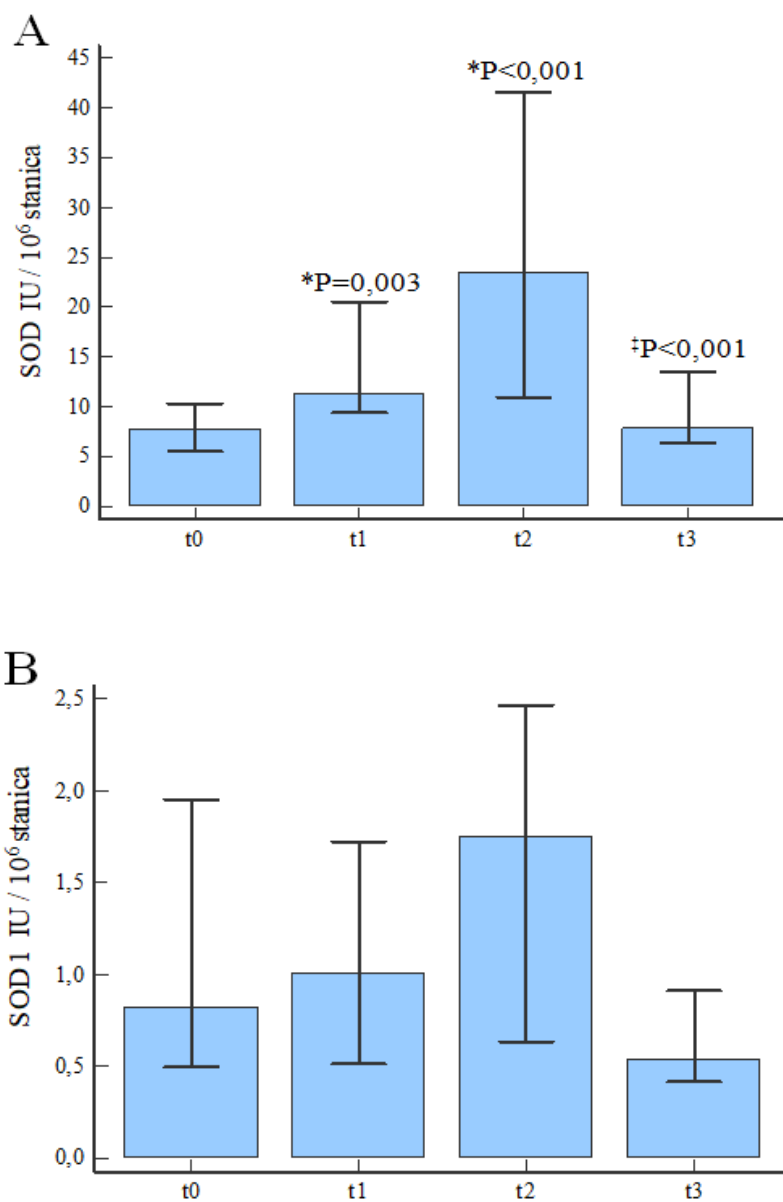 A
SOD IU / 10⁶ stanica
45
40
35
30
25
20
15
10
5
0
*P=0,003
*P<0,001
‡P<0,001
t0 t1 t2 t3
B
SOD1 IU / 10⁶ stanica
2,5
2,0
1,5
1,0
0,5
0,0
t0 t1 t2 t3